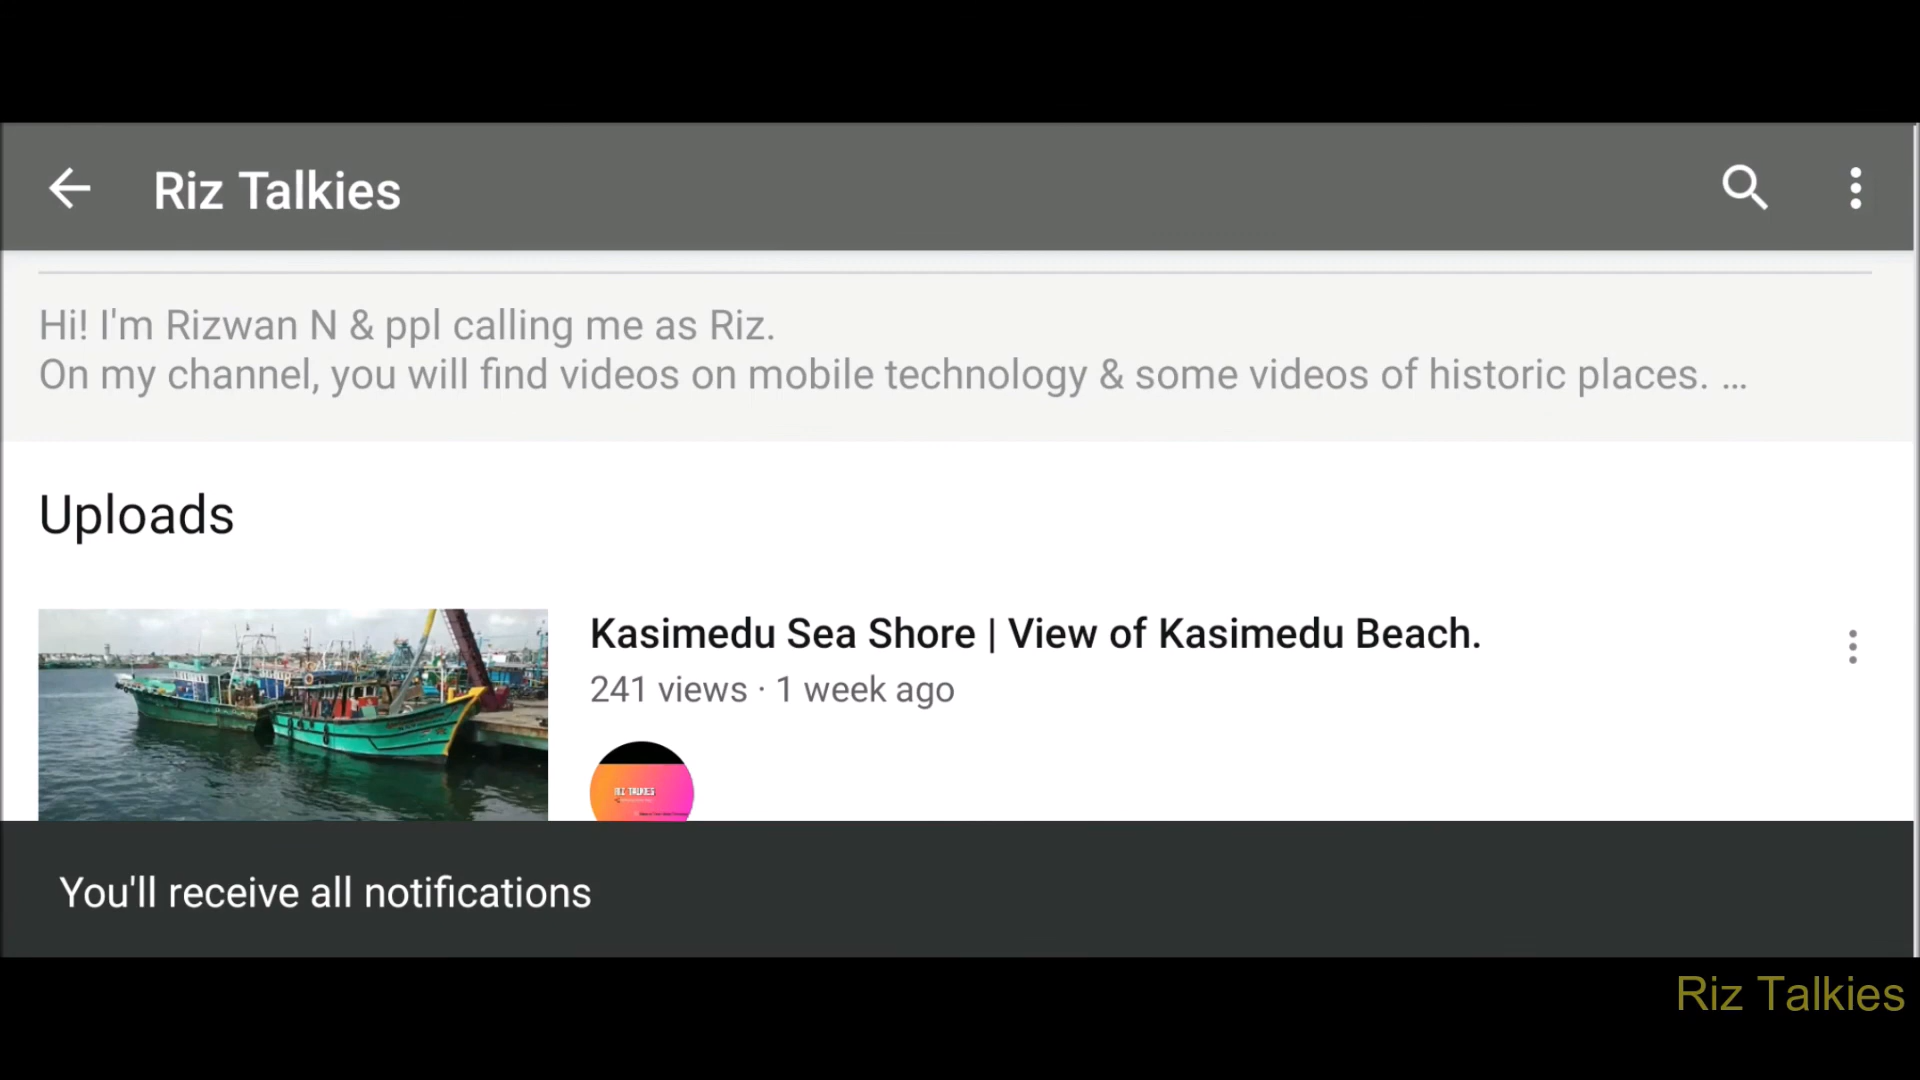 Riz Talkies
Hi! I'm Rizwan N & ppl calling me as Riz.
On my channel, you will find videos on mobile technology & some videos of historic places. ...
Uploads
Kasimedu Sea Shore | View of Kasimedu Beach.
241 views · 1 week ago
RIZ TALKIES
You'll receive all notifications
Riz Talkies